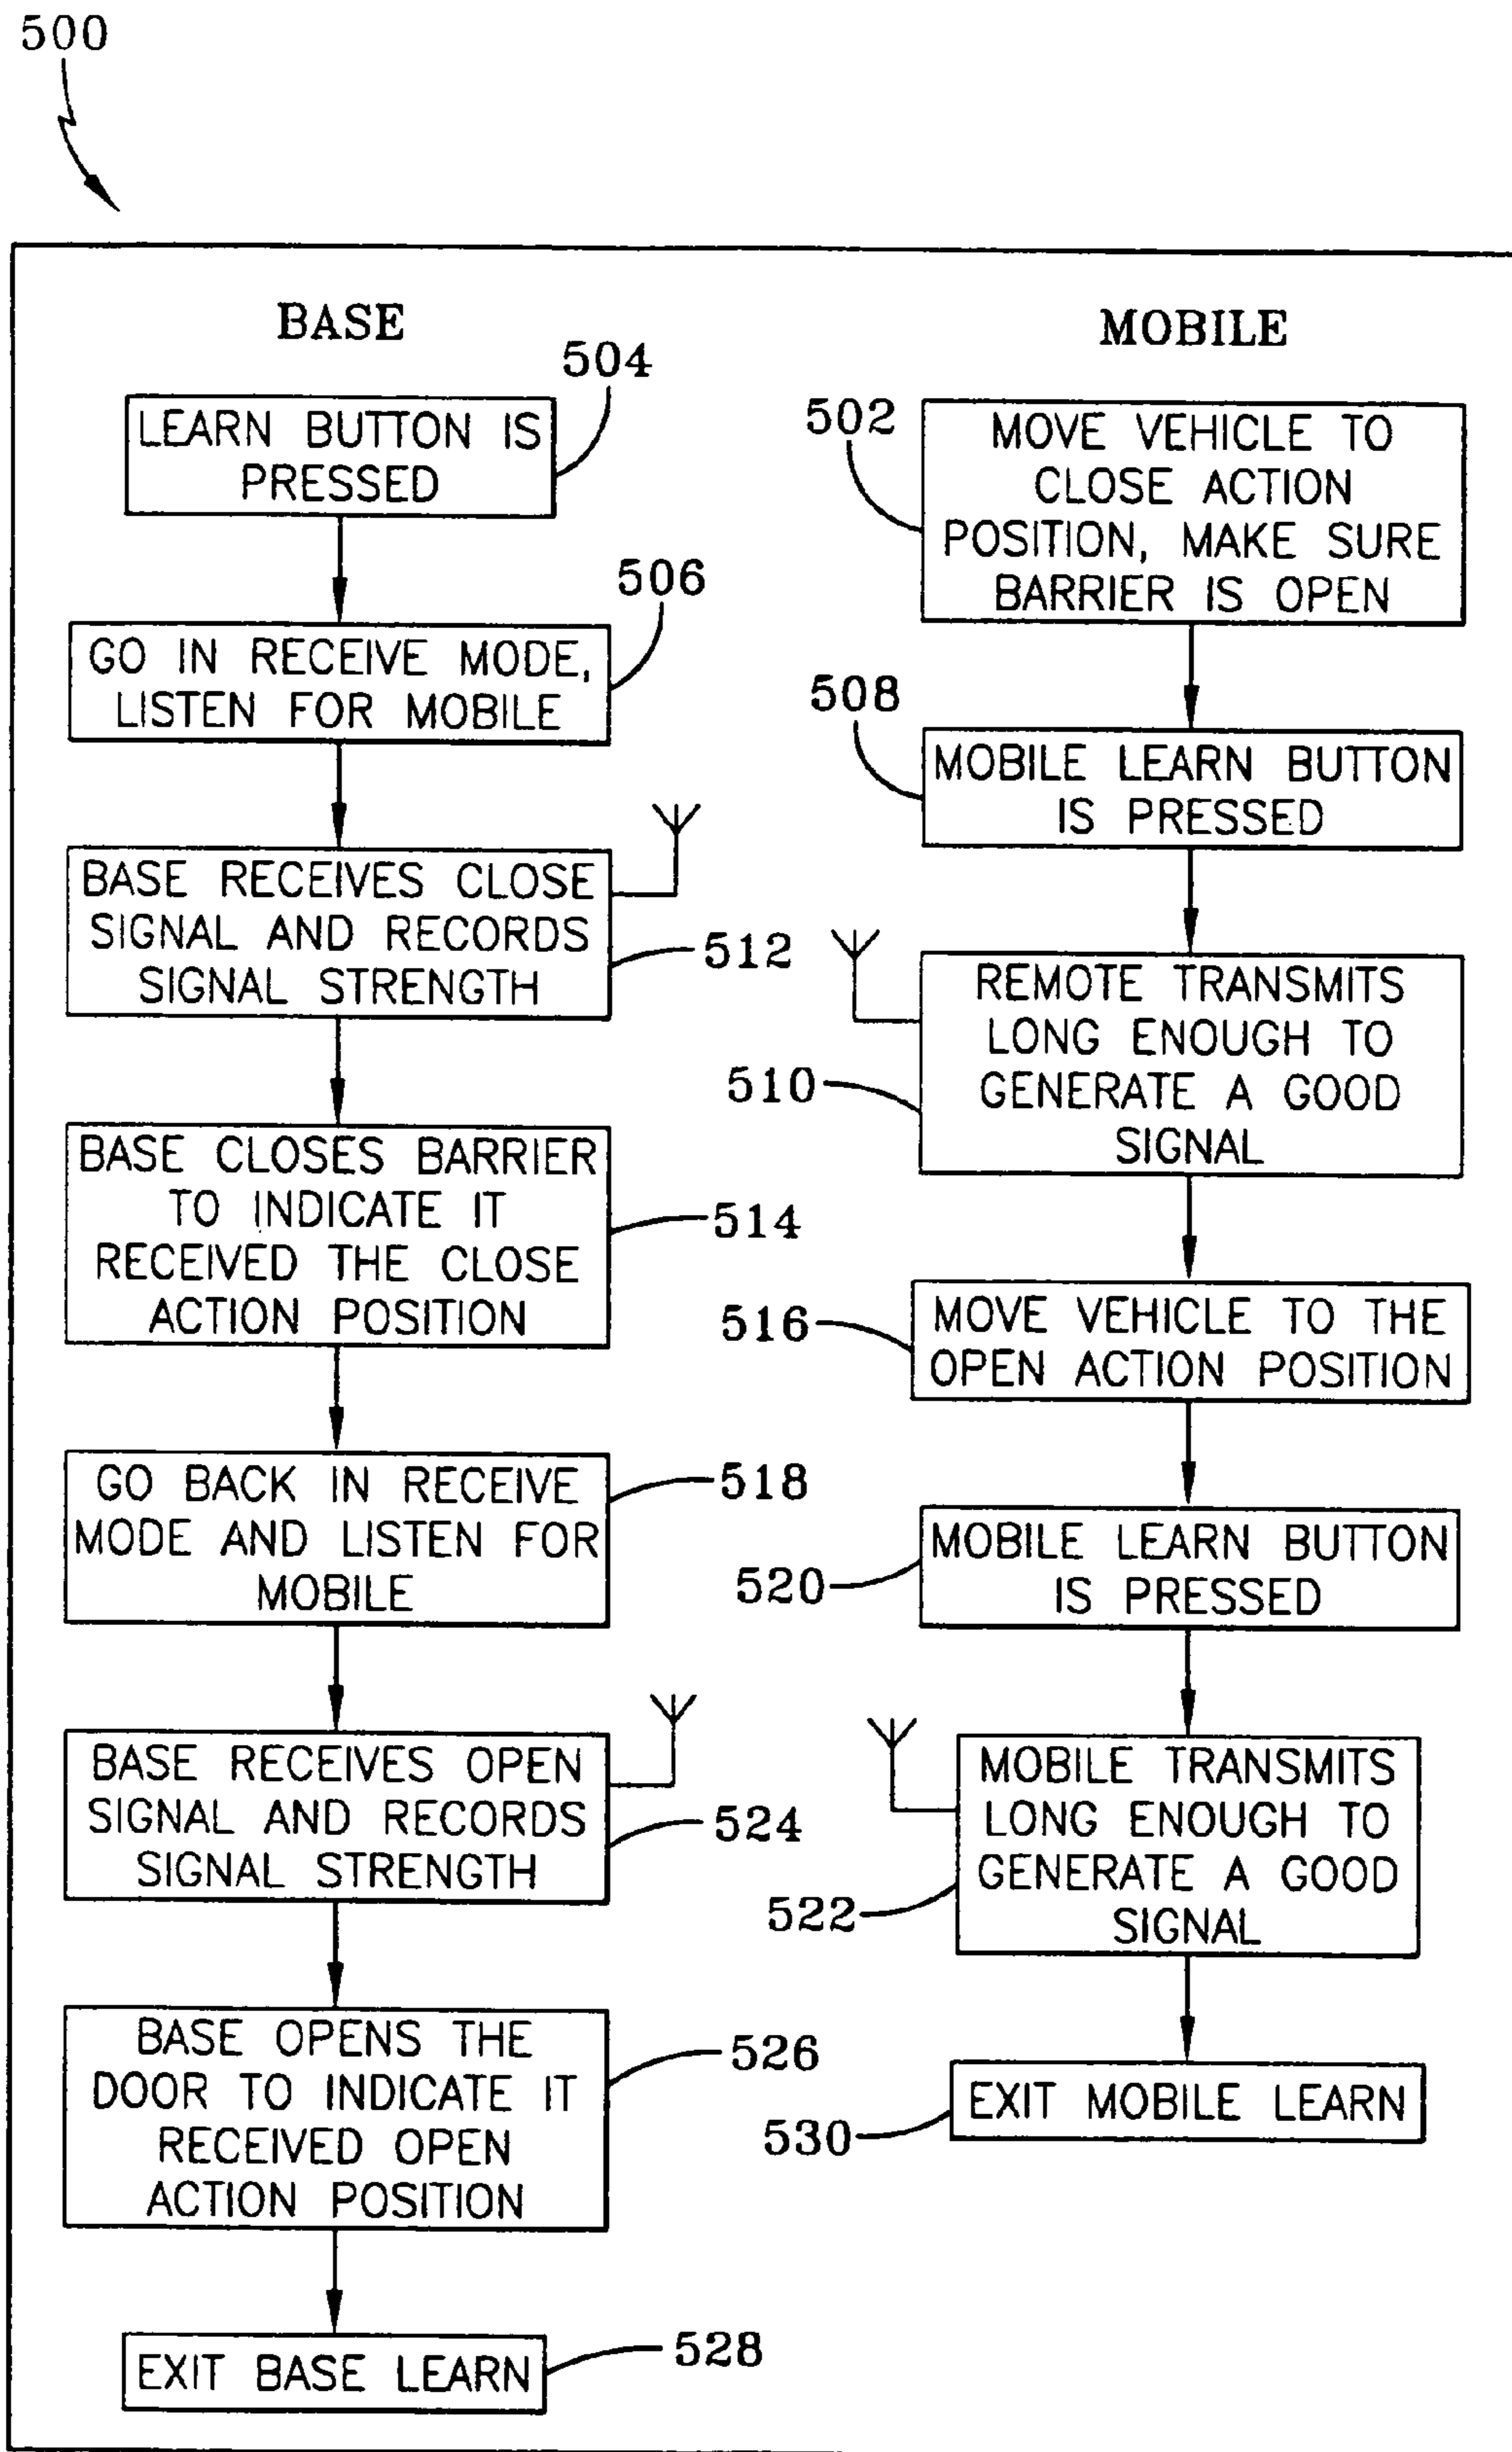 500
BASE
504
LEARN BUTTON IS
PRESSED
506
GO IN RECEIVE MODE,
LISTEN FOR MOBILE
BASE RECEIVES CLOSE
SIGNAL AND RECORDS
SIGNAL STRENGTH
512
BASE CLOSES BARRIER
TO INDICATE IT
RECEIVED THE CLOSE
ACTION POSITION
514
GO BACK IN RECEIVE
MODE AND LISTEN FOR
MOBILE
518
BASE RECEIVES OPEN
SIGNAL AND RECORDS
SIGNAL STRENGTH
524
BASE OPENS THE
DOOR TO INDICATE IT
RECEIVED OPEN
ACTION POSITION
526
EXIT BASE LEARN
528
MOBILE
502
MOVE VEHICLE TO
CLOSE ACTION
POSITION, MAKE SURE
BARRIER IS OPEN
508
MOBILE LEARN BUTTON
IS PRESSED
REMOTE TRANSMITS
LONG ENOUGH TO
GENERATE A GOOD
SIGNAL
510
516
MOVE VEHICLE TO THE
OPEN ACTION POSITION
520
MOBILE LEARN BUTTON
IS PRESSED
MOBILE TRANSMITS
LONG ENOUGH TO
GENERATE A GOOD
SIGNAL
522
EXIT MOBILE LEARN
530